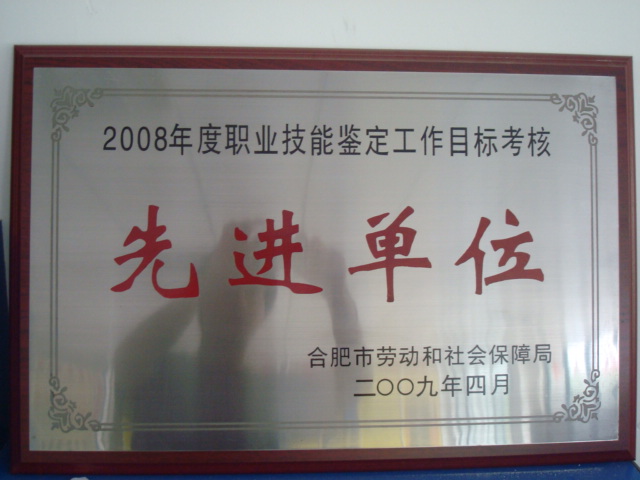 2008年度职业技能鉴定工作目标考核
先进单位
合肥市劳动和社会保障局
二〇〇九年四月